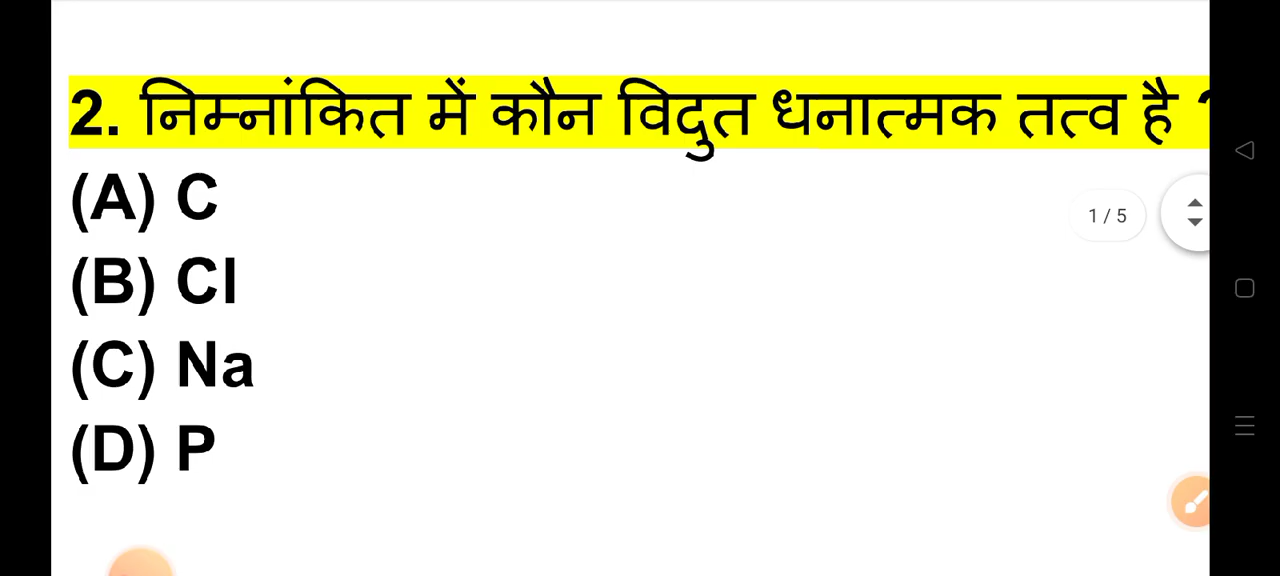 2. निम्नांकित में कौन विदुत धनात्मक तत्व है ?
(A) C
(B) Cl
(C) Na
(D) P
1 / 5